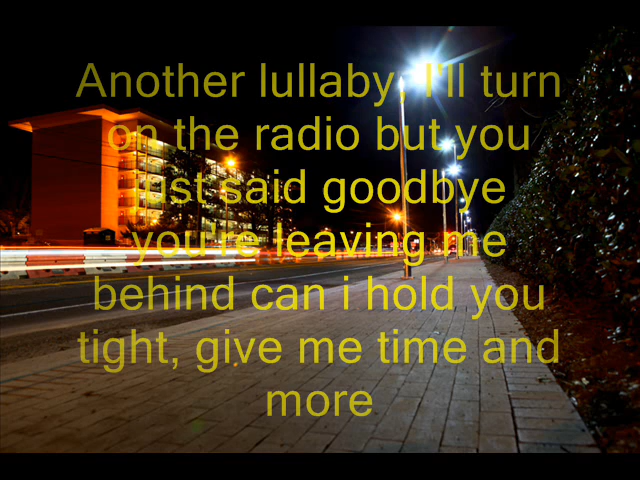 Another lullaby, I'll turn
on the radio but you
just said goodbye
you're leaving me
behind can i hold you
tight, give me time and
more